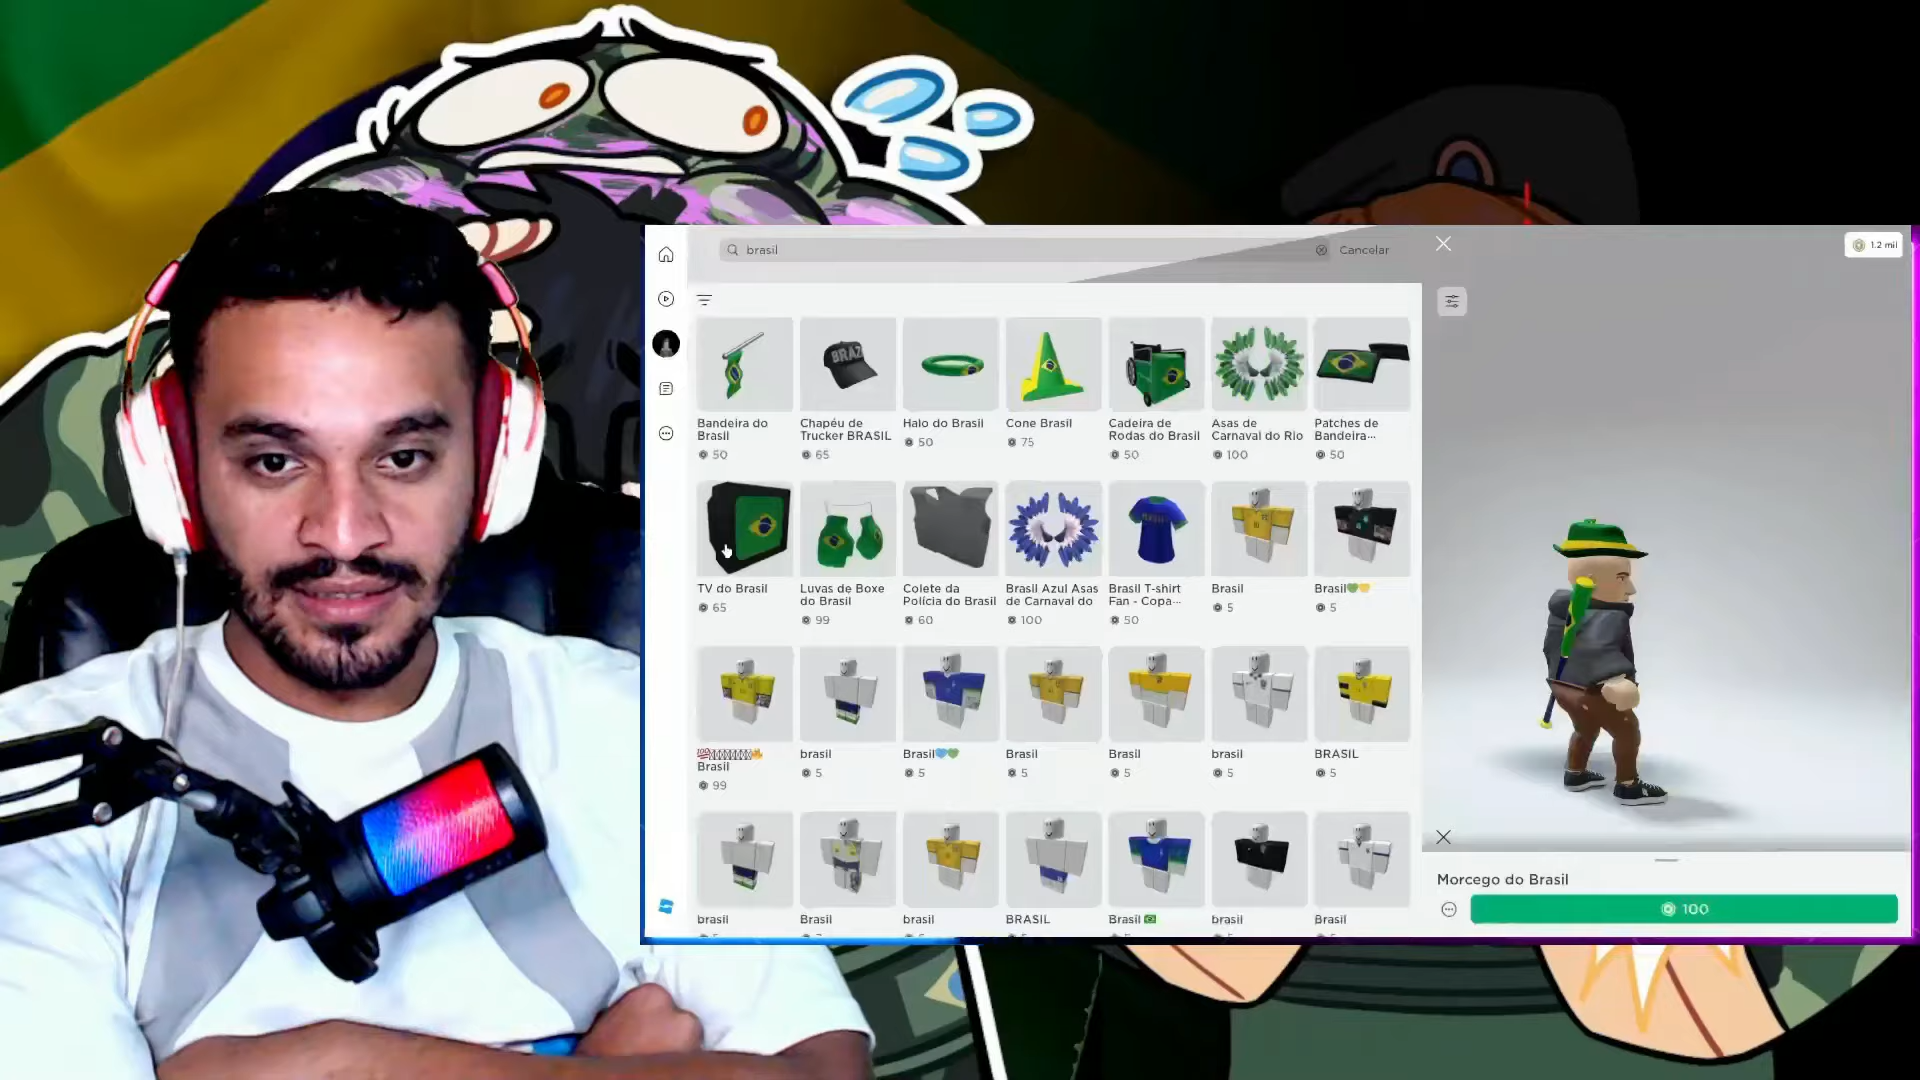 brasil
Cancelar
1.2 mil
BRAZ
Bandeira do
Brasil
50
Chapéu de
Trucker BRASIL
65
Halo do Brasil
50
Cone Brasil
75
Cadeira de
Rodas do Brasil
50
Asas de
Carnaval do Rio
100
Patches de
Bandeira...
50
TV do Brasil
65
Luvas de Boxe
do Brasil
99
Colete da
Polícia do Brasil
60
Brasil Azul Asas
de Carnaval do
100
Brasil T-shirt
Fan - Copa...
50
Brasil
5
Brasil💚💛
5
💯🔥
Brasil
99
brasil
5
Brasil💙💚
5
Brasil
5
Brasil
5
brasil
5
BRASIL
5
brasil
Brasil
brasil
BRASIL
Brasil 🇧🇷
brasil
Brasil
Morcego do Brasil
100